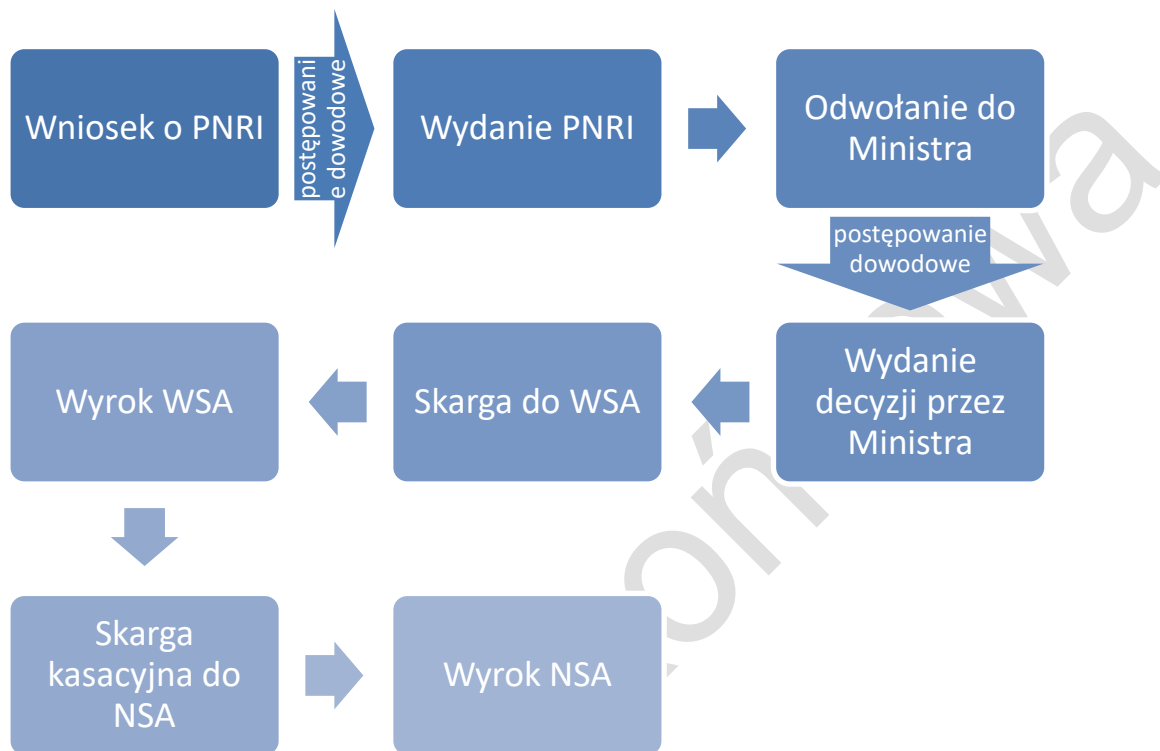 Wniosek o PNRI
postępowani
e dowodowe
Wydanie PNRI
Odwołanie do
Ministra
postępowanie
dowodowe
Wydanie
decyzji przez
Ministra
Skarga do WSA
Wyrok WSA
Skarga
kasacyjna do
NSA
Wyrok NSA